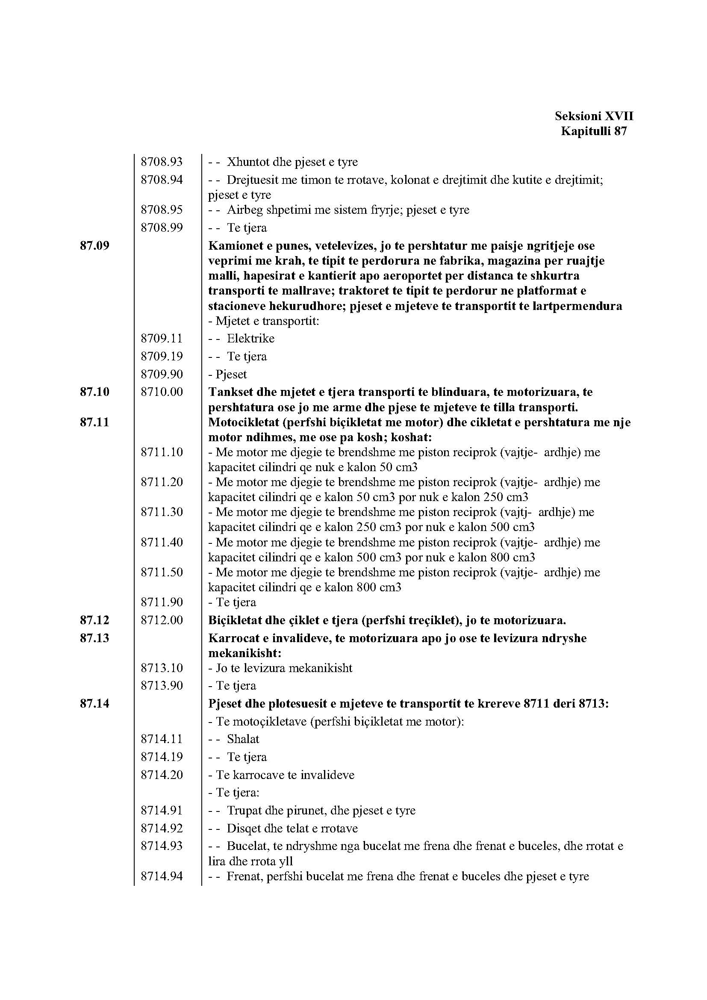 Seksioni XVII
Kapitulli 87
8708.93 - - Xhuntot dhe pjeset e tyre
8708.94 - - Drejtuesit me timon te rrotave, kolonat e drejtimit dhe kutite e drejtimit;
pjeset e tyre
8708.95 - - Airbeg shpetimi me sistem fryrje; pjeset e tyre
8708.99 - - Te tjera
87.09 Kamionet e punes, vetelevizes, jo te pershtatur me paisje ngritjeje ose
veprimi me krah, te tipit te perdorura ne fabrika, magazina per ruajtje
malli, hapesirat e kantierit apo aeroportet per distanca te shkurtra
transporti te mallrave; traktoret te tipit te perdorur ne platformat e
stacioneve hekurudhore; pjeset e mjeteve te transportit te lartpermendura
- Mjetet e transportit:
8709.11 - - Elektrike
8709.19 - - Te tjera
8709.90 - Pjeset
87.10 8710.00 Tankset dhe mjetet e tjera transporti te blinduara, te motorizuara, te
pershtatura ose jo me arme dhe pjese te mjeteve te tilla transporti.
87.11 Motocikletat (perfshi biçikletat me motor) dhe cikletat e pershtatura me nje
motor ndihmes, me ose pa kosh; koshat:
8711.10 - Me motor me djegie te brendshme me piston reciprok (vajtje- ardhje) me
kapacitet cilindri qe nuk e kalon 50 cm3
8711.20 - Me motor me djegie te brendshme me piston reciprok (vajtje- ardhje) me
kapacitet cilindri qe e kalon 50 cm3 por nuk e kalon 250 cm3
8711.30 - Me motor me djegie te brendshme me piston reciprok (vajtj- ardhje) me
kapacitet cilindri qe e kalon 250 cm3 por nuk e kalon 500 cm3
8711.40 - Me motor me djegie te brendshme me piston reciprok (vajtje- ardhje) me
kapacitet cilindri qe e kalon 500 cm3 por nuk e kalon 800 cm3
8711.50 - Me motor me djegie te brendshme me piston reciprok (vajtje- ardhje) me
kapacitet cilindri qe e kalon 800 cm3
8711.90 - Te tjera
87.12 8712.00 Biçikletat dhe çiklet e tjera (perfshi treçiklet), jo te motorizuara.
87.13 Karrocat e invalideve, te motorizuara apo jo ose te levizura ndryshe
mekanikisht:
8713.10 - Jo te levizura mekanikisht
8713.90 - Te tjera
87.14 Pjeset dhe plotesuesit e mjeteve te transportit te krereve 8711 deri 8713:
- Te motoçikletave (perfshi biçikletat me motor):
8714.11 - - Shalat
8714.19 - - Te tjera
8714.20 - Te karrocave te invalideve
- Te tjera:
8714.91 - - Trupat dhe pirunet, dhe pjeset e tyre
8714.92 - - Disqet dhe telat e rrotave
8714.93 - - Bucelat, te ndryshme nga bucelat me frena dhe frenat e buceles, dhe rrotat e
lira dhe rrota yll
8714.94 - - Frenat, perfshi bucelat me frena dhe frenat e buceles dhe pjeset e tyre